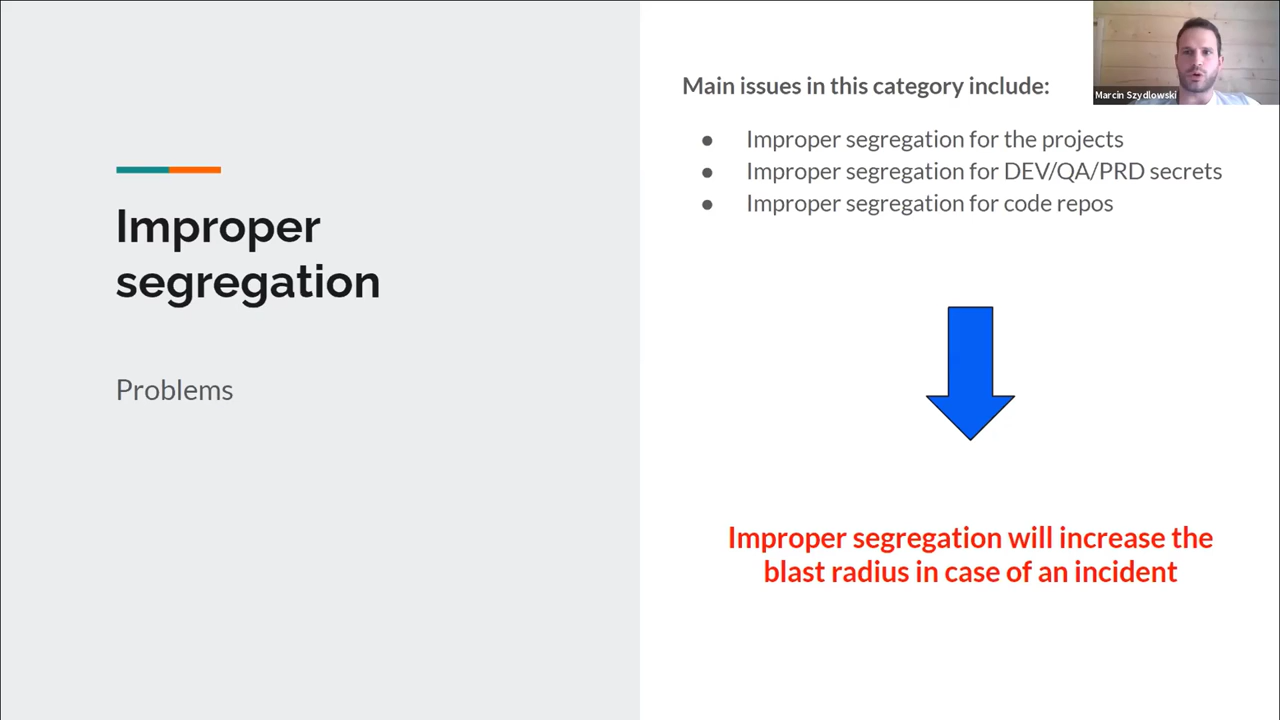 Improper
segregation
Problems
Main issues in this category include:
● Improper segregation for the projects
● Improper segregation for DEV/QA/PRD secrets
● Improper segregation for code repos
Improper segregation will increase the
blast radius in case of an incident
Marcin Szydlowski